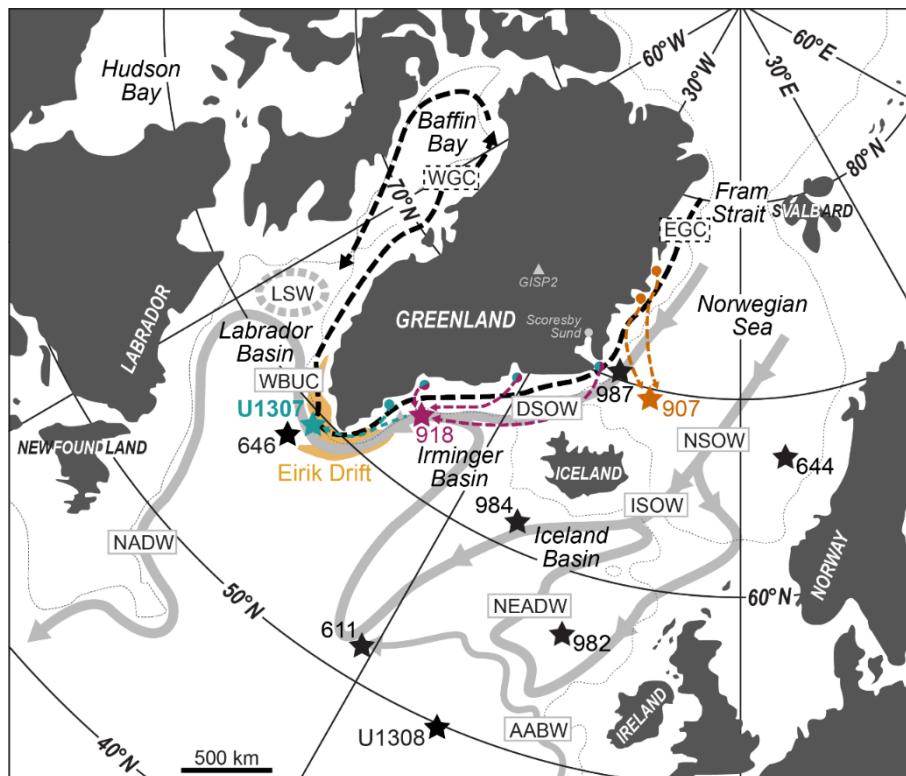 Hudson
Bay
60°W
30°W
60°E
30°E
80°N
Baffin
Bay
WGC
70°N
Fram
Strait
SVALBARD
EGC
LSW
GISP2
Norwegian
Sea
LABRADOR
GREENLAND
Scoresby
Sund
Labrador
Basin
WBUC
U1307
646
987
907
DSOW
918
NEWFOUNDLAND
Eirik Drift
Irminger
Basin
ICELAND
NSOW
644
984
ISOW
NADW
Iceland
Basin
NORWAY
50°N
NEADW
60°N
611
982
IRELAND
U1308
AABW
40°N
500 km